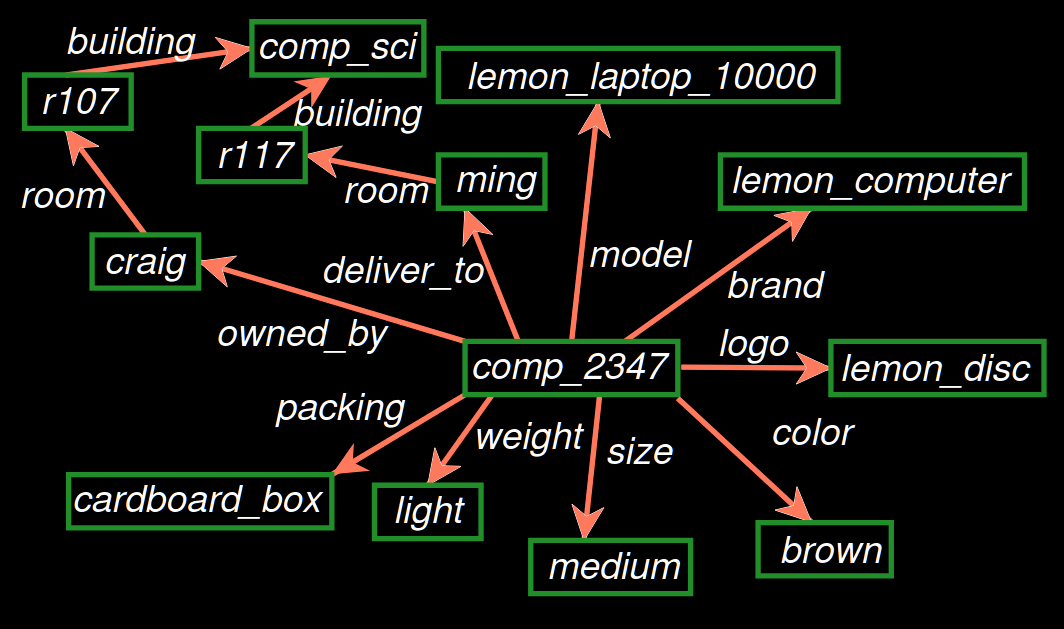 building
comp_sci
lemon_laptop_10000
r107
building
r117
room
room
ming
lemon_computer
craig
deliver_to
model
brand
owned_by
logo
comp_2347
lemon_disc
packing
weight
size
color
cardboard_box
light
medium
brown